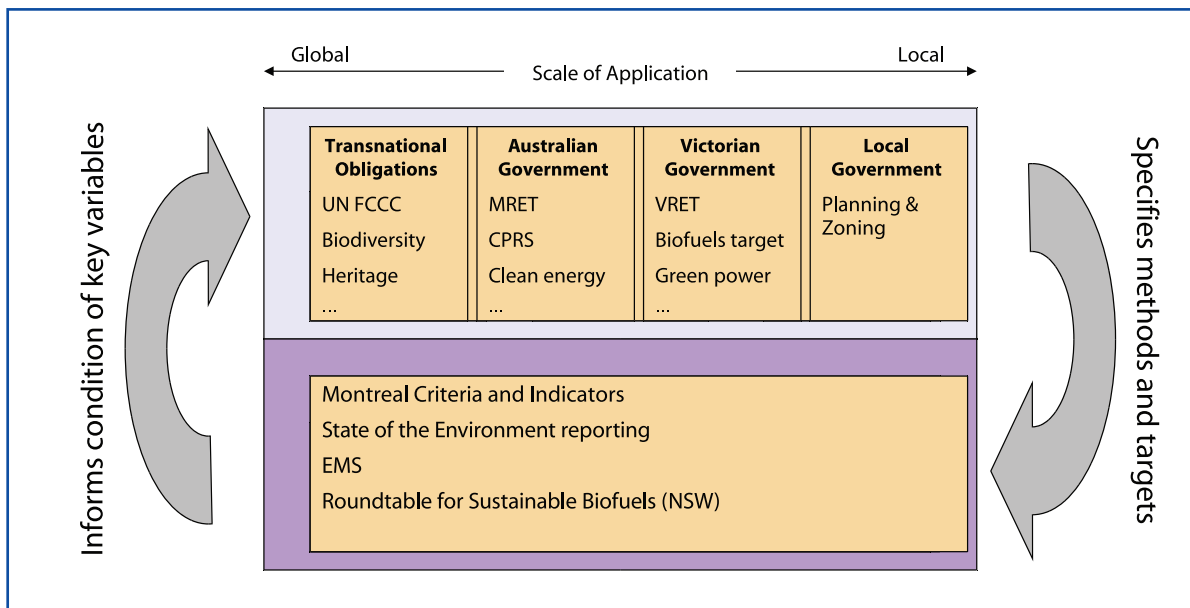 Global
Local
Scale of Application
Informs condition of key variables
Transnational
Obligations
UN FCCC
Biodiversity
Heritage
...
Australian
Government
MRET
CPRS
Clean energy
...
Victorian
Government
VRET
Biofuels target
Green power
...
Local
Government
Planning &
Zoning
Specifies methods and targets
Montreal Criteria and Indicators
State of the Environment reporting
EMS
Roundtable for Sustainable Biofuels (NSW)